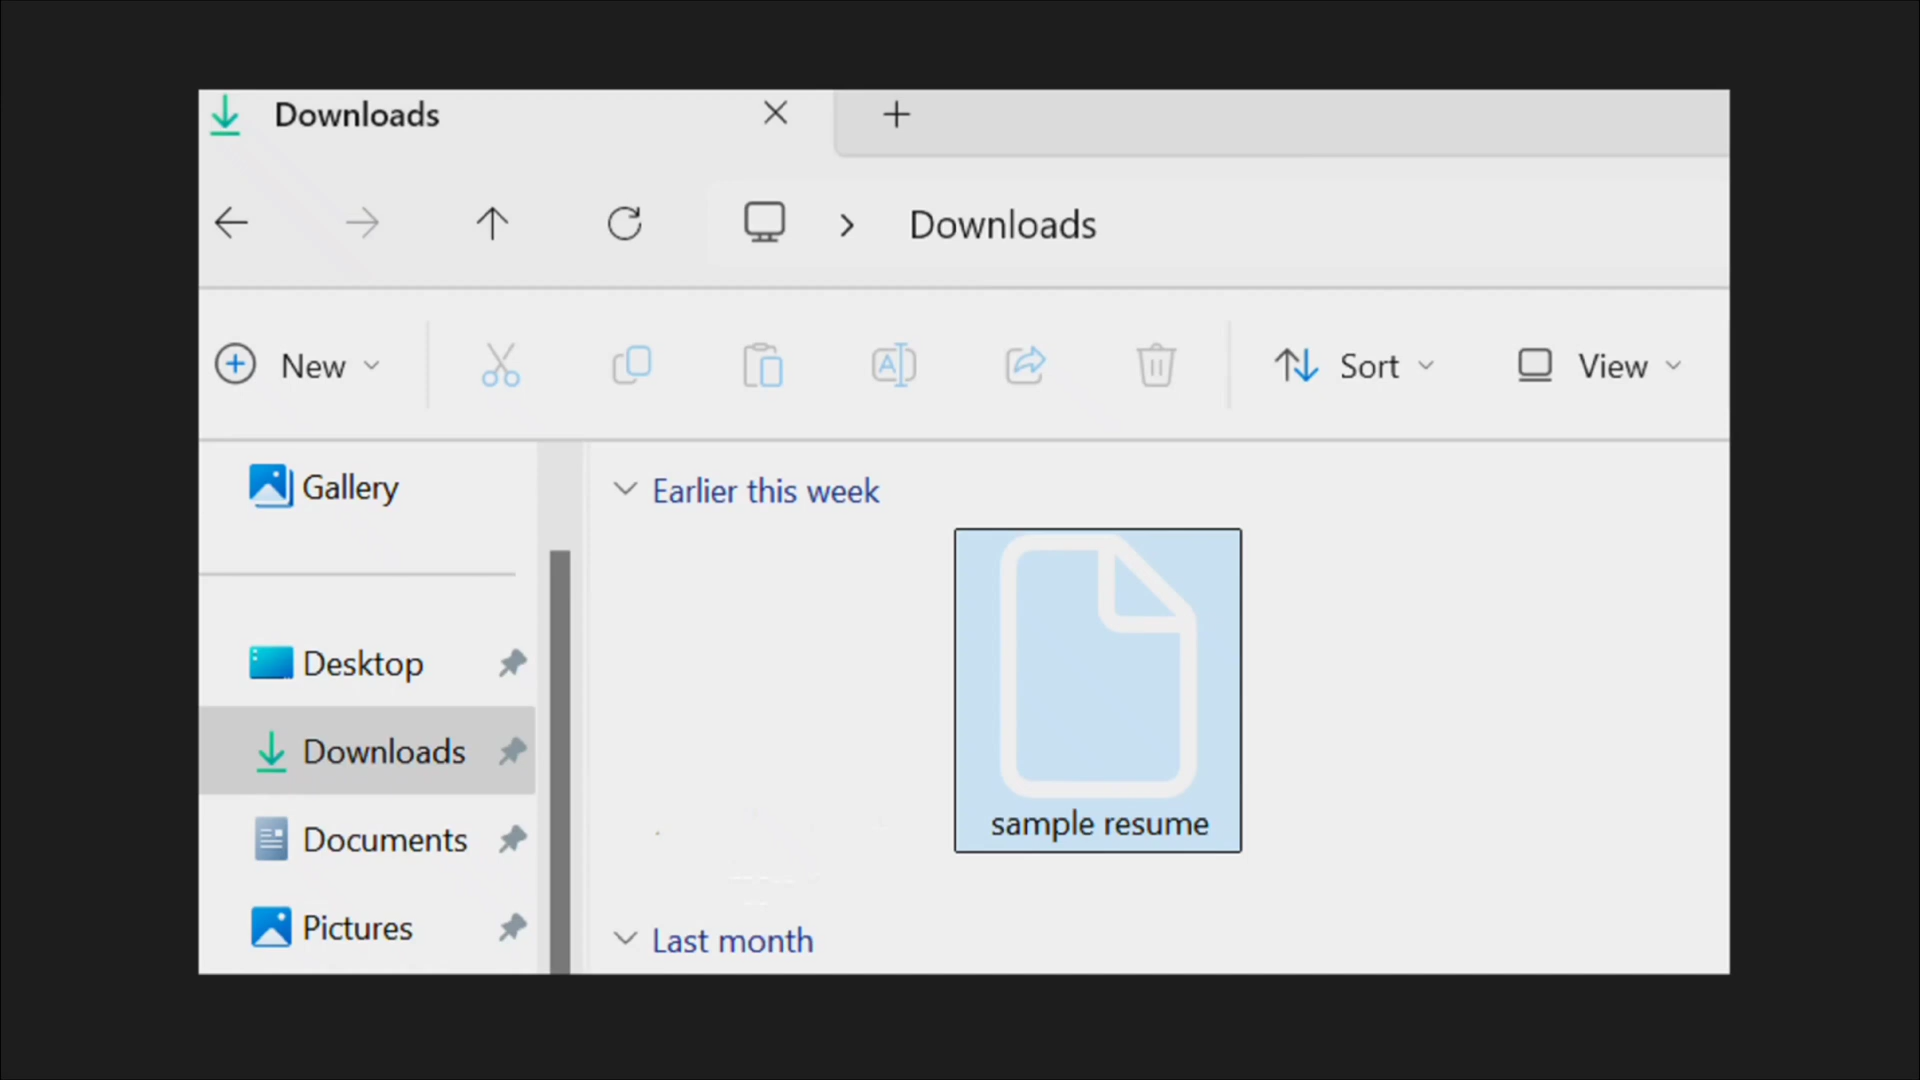 Downloads
Downloads
New
Sort
View
Gallery
Earlier this week
sample resume
Desktop
Downloads
Documents
Pictures
Last month